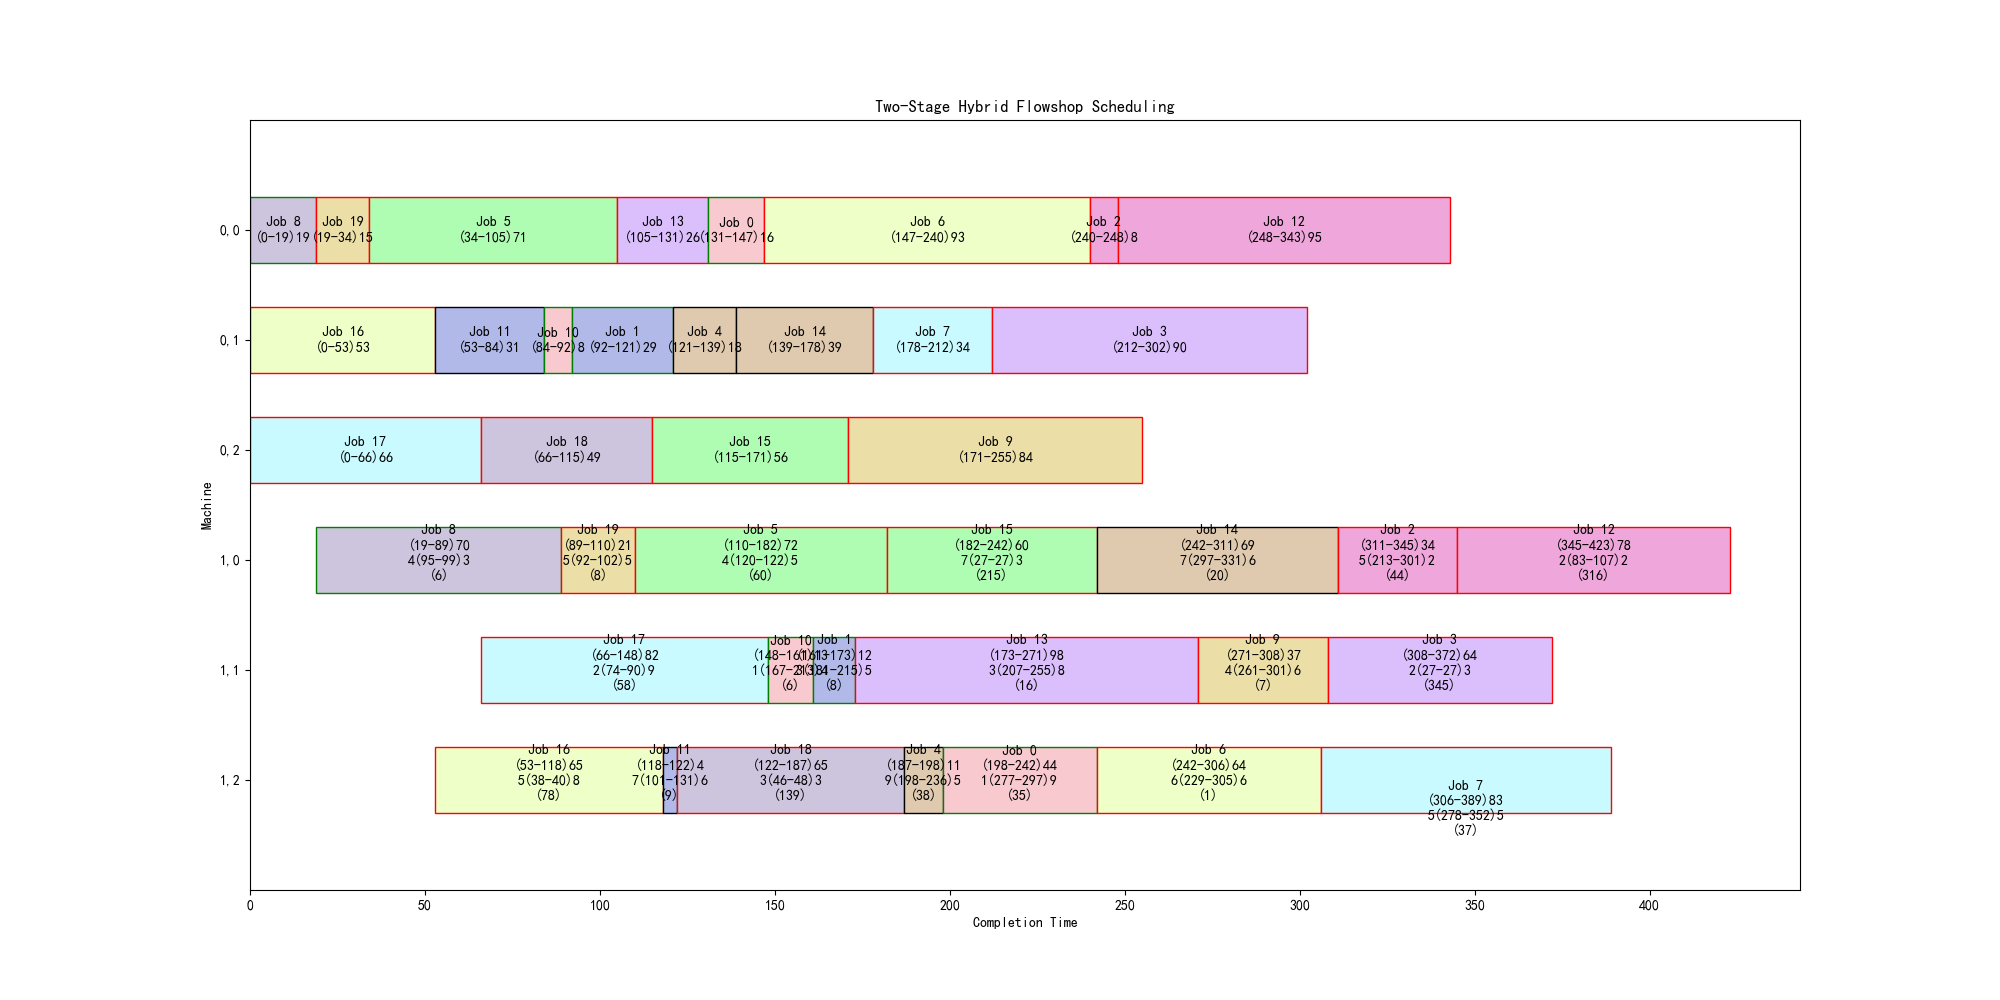 Two-Stage Hybrid Flowshop Scheduling
Machine
0,0
Job 8
(0-19)19
Job 19
(19-34)15
Job 5
(34-105)71
Job 13
(105-131)26
Job 0
(131-147)16
Job 6
(147-240)93
Job 2
(240-248)8
Job 12
(248-343)95
0,1
Job 16
(0-53)53
Job 11
(53-84)31
Job 10
(84-92)8
Job 1
(92-121)29
Job 4
(121-139)18
Job 14
(139-178)39
Job 7
(178-212)34
Job 3
(212-302)90
0,2
Job 17
(0-66)66
Job 18
(66-115)49
Job 15
(115-171)56
Job 9
(171-255)84
1,0
Job 8
(19-89)70
4(95-99)3
(6)
Job 19
(89-110)21
5(92-102)5
(8)
Job 5
(110-182)72
4(120-122)5
(60)
Job 15
(182-242)60
7(27-27)3
(215)
Job 14
(242-311)69
7(297-331)6
(20)
Job 2
(311-345)34
5(213-301)2
(44)
Job 12
(345-423)78
2(83-107)2
(316)
1,1
Job 17
(66-148)82
2(74-90)9
(58)
Job 10
(148-161)13
(6)
Job 1
(161-173)12
(8)
Job 13
(173-271)98
3(207-255)8
(16)
Job 9
(271-308)37
4(261-301)6
(7)
Job 3
(308-372)64
2(27-27)3
(345)
1,2
Job 16
(53-118)65
5(38-40)8
(78)
Job 11
(118-122)4
7(101-131)6
(9)
Job 18
(122-187)65
3(46-48)3
(139)
Job 4
(187-198)11
9(198-236)5
(38)
Job 0
(198-242)44
1(277-297)9
(35)
Job 6
(242-306)64
6(229-305)6
(1)
Job 7
(306-389)83
5(278-352)5
(37)
0
50
100
150
200
250
300
350
400
Completion Time